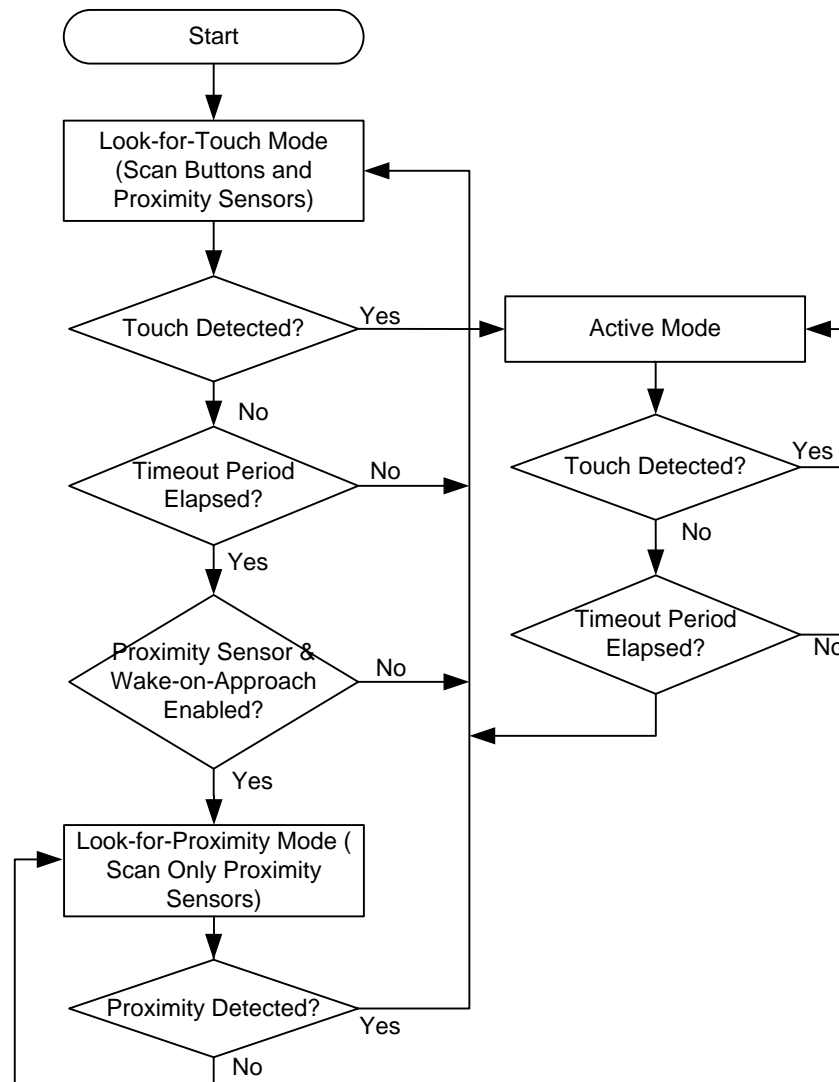 Start
Look-for-Touch Mode
(Scan Buttons and
Proximity Sensors)
Touch Detected?
Yes
No
Timeout Period
Elapsed?
No
Yes
Proximity Sensor &
Wake-on-Approach
Enabled?
No
Yes
Look-for-Proximity Mode (
Scan Only Proximity
Sensors)
Proximity Detected?
Yes
No
Active Mode
Touch Detected?
Yes
No
Timeout Period
Elapsed?
No